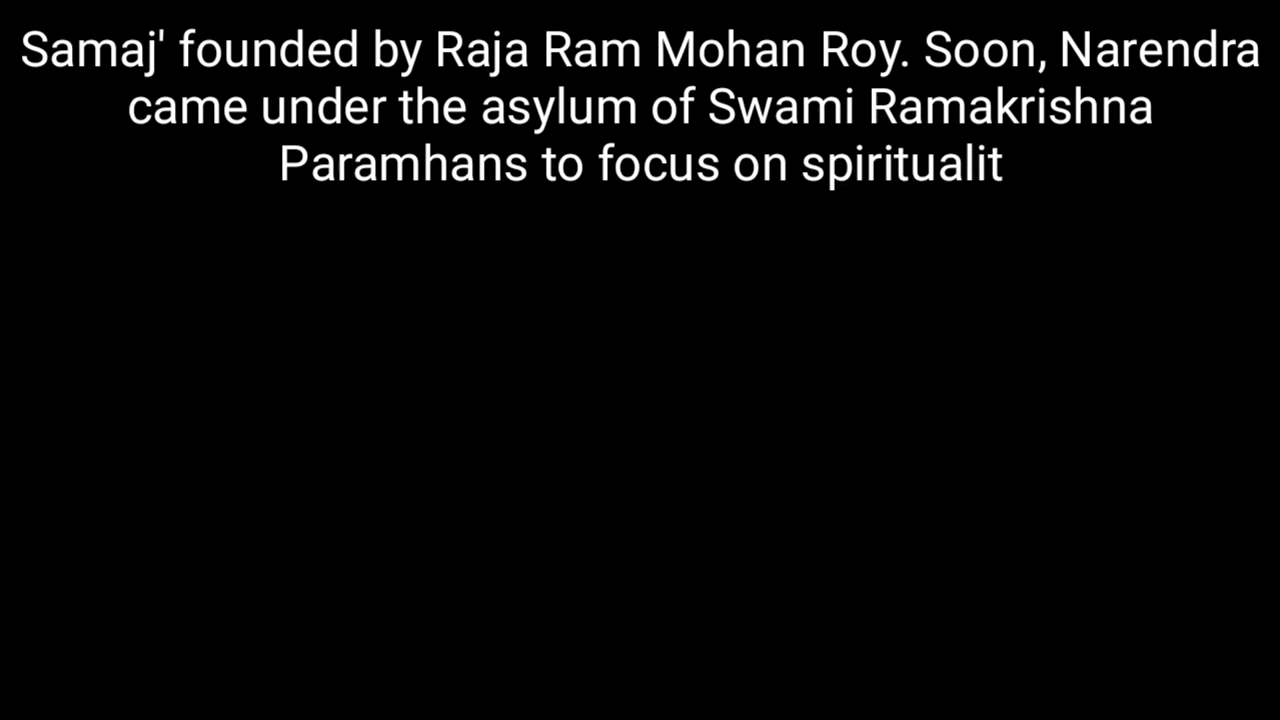 Samaj' founded by Raja Ram Mohan Roy. Soon, Narendra
came under the asylum of Swami Ramakrishna
Paramhans to focus on spiritualit